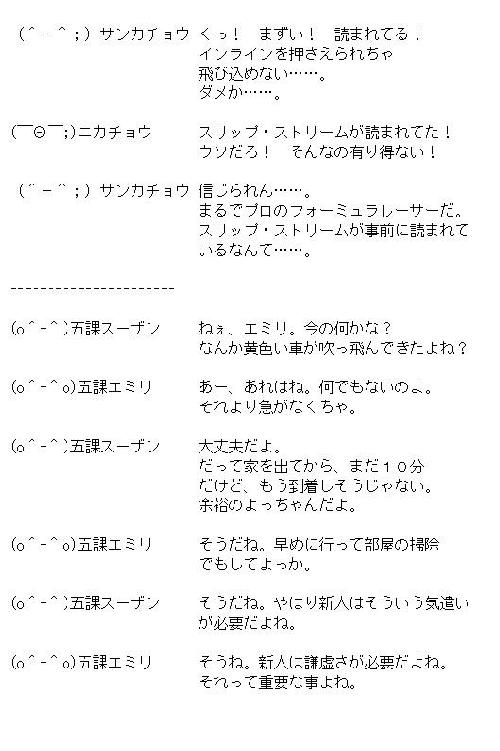 （＾－＾；）サンカチョウ くっ！　まずい！　読まれてる！
インラインを押さえられちゃ
飛び込めない……。
ダメか……。
(￣Θ￣;)ニカチョウ スリップ・ストリームが読まれてた！
ウソだろ！　そんなの有り得ない！
（＾－＾；）サンカチョウ 信じられん……。
まるでプロのフォーミュラレーサーだ。
スリップ・ストリームが事前に読まれて
いるなんて……。
----------------------
(o＾-＾)五課スーザン ねぇ、エミリ。今の何かな？
なんか黄色い車が吹っ飛んできたよね？
(o＾-＾o)五課エミリ あー、あれはね。何でもないのよ。
それより急がなくちゃ。
(o＾-＾)五課スーザン 大丈夫だよ。
だって家を出てから、まだ１０分
だけど、もう到着しそうじゃない。
余裕のよっちゃんだよ。
(o＾-＾o)五課エミリ そうだね。早めに行って部屋の掃除
でもしてよっか。
(o＾-＾)五課スーザン そうだね。やはり新人はそういう気遣い
が必要だよね。
(o＾-＾o)五課エミリ そうね。新人は謙虚さが必要だよね。
それって重要な事よね。